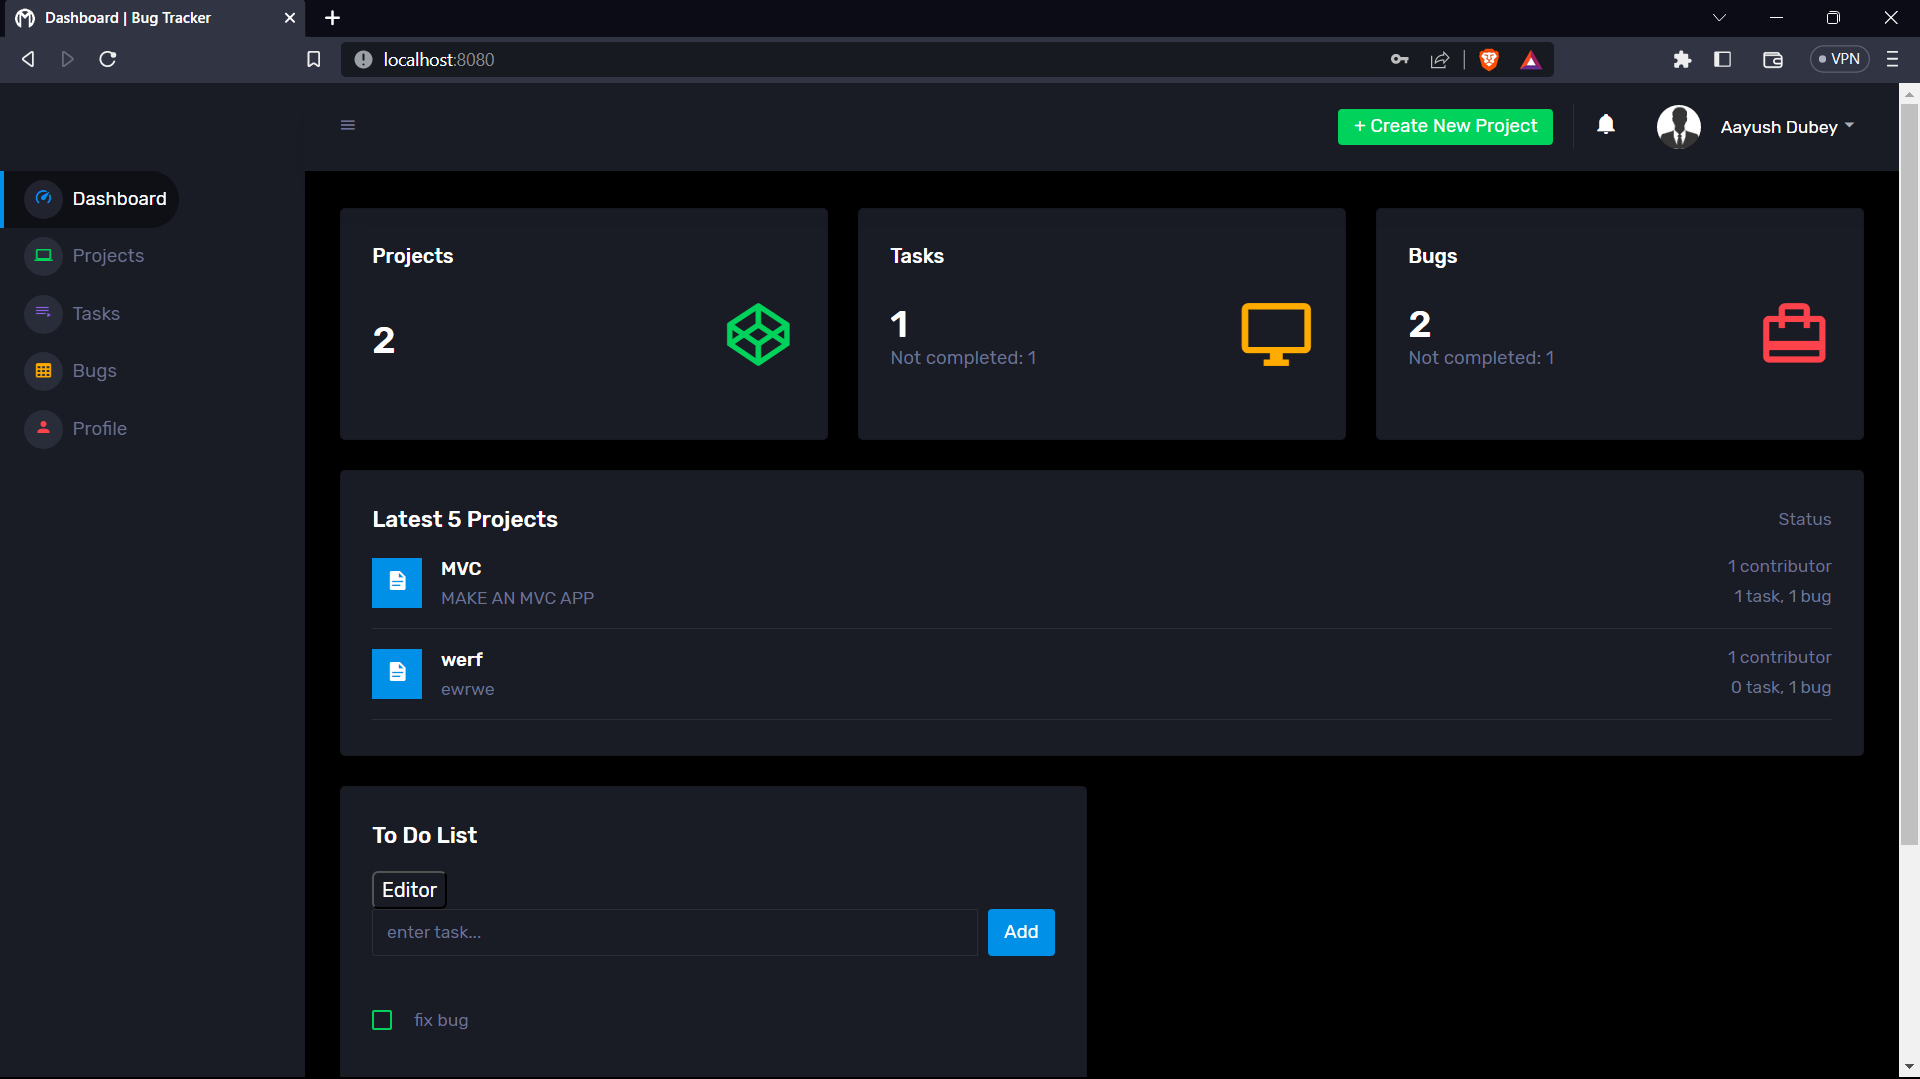 Dashboard | Bug Tracker
localhost:8080
VPN
+ Create New Project
Aayush Dubey
Dashboard
Projects
Tasks
Bugs
Profile
Projects
2
Tasks
1
Not completed: 1
Bugs
2
Not completed: 1
Latest 5 Projects
Status
MVC
MAKE AN MVC APP
1 contributor
1 task, 1 bug
werf
ewrwe
1 contributor
0 task, 1 bug
To Do List
Editor
enter task...
Add
fix bug